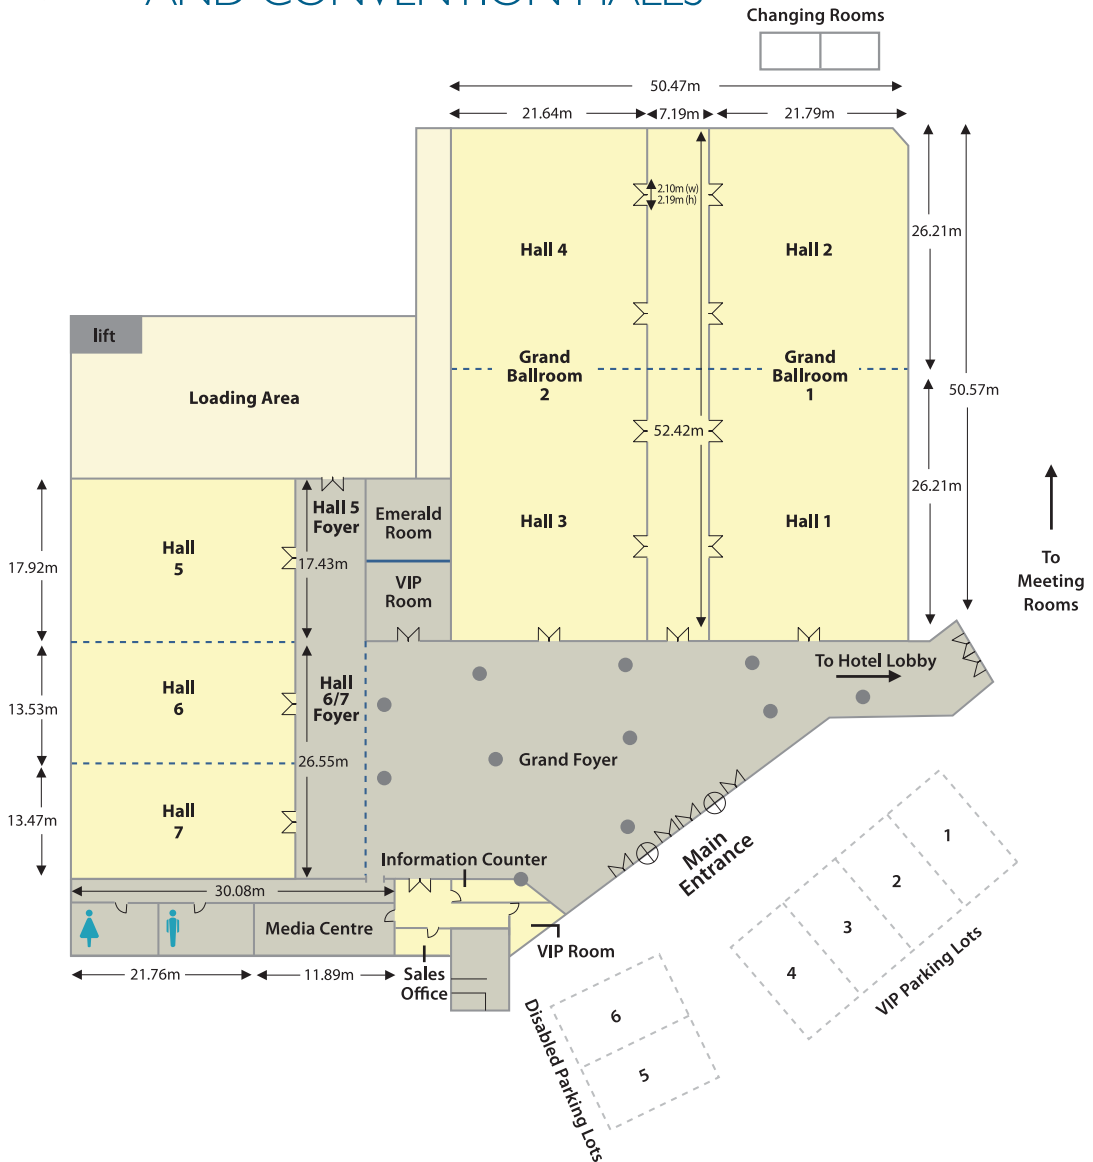 AND CONVENTION HALLS
Changing Rooms
50.47m
21.64m
7.19m
21.79m
2.10m (w)
2.19m (h)
26.21m
Hall 4
Hall 2
lift
Grand
Ballroom
2
Grand
Ballroom
1
50.57m
Loading Area
52.42m
26.21m
Hall 5
Foyer
Emerald
Room
Hall 3
Hall 1
Hall
5
17.43m
17.92m
VIP
Room
To
Meeting
Rooms
To Hotel Lobby
Hall
6
Hall
6/7
Foyer
13.53m
26.55m
Grand Foyer
Hall
7
13.47m
Main
Entrance
1
2
3
4
VIP Parking Lots
Information Counter
30.08m
Media Centre
VIP Room
21.76m
11.89m
Sales
Office
6
5
Disabled Parking Lots